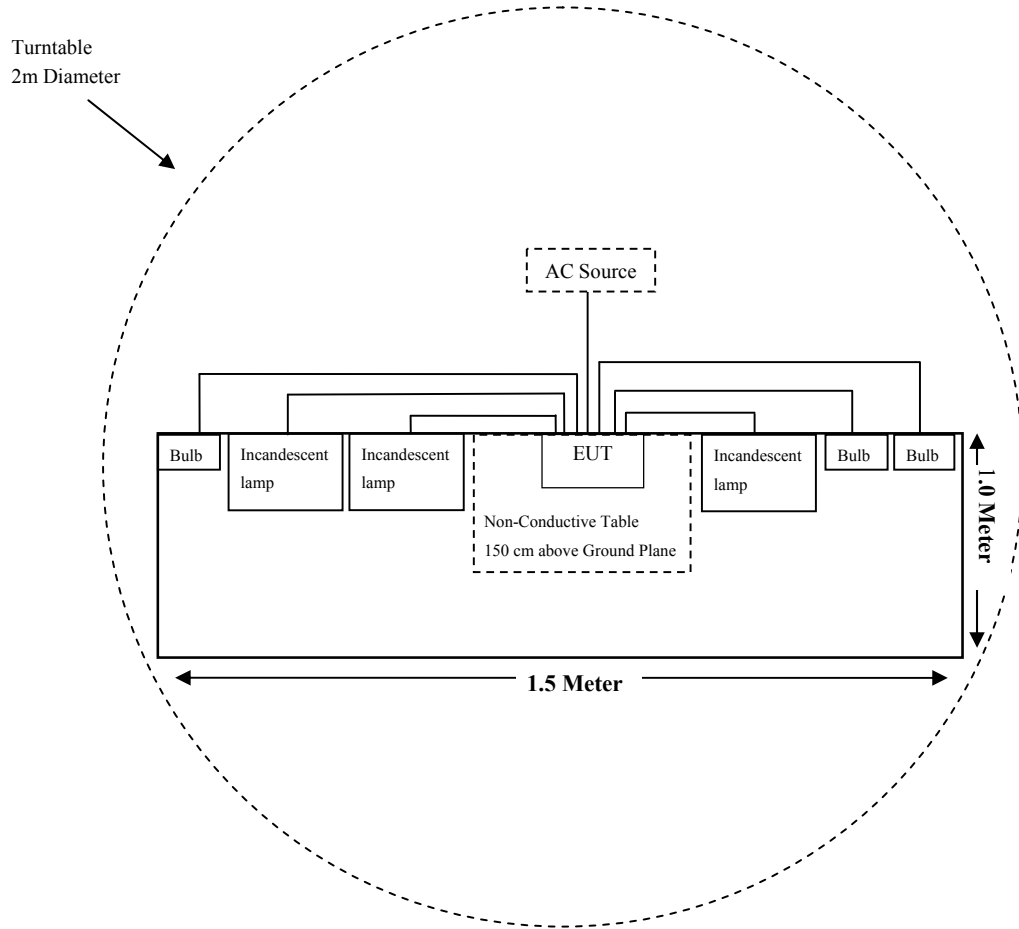 Turntable
2m Diameter
AC Source
Bulb
Incandescent
lamp
Incandescent
lamp
EUT
Incandescent
lamp
Bulb
Bulb
Non-Conductive Table
150 cm above Ground Plane
1.0 Meter
1.5 Meter